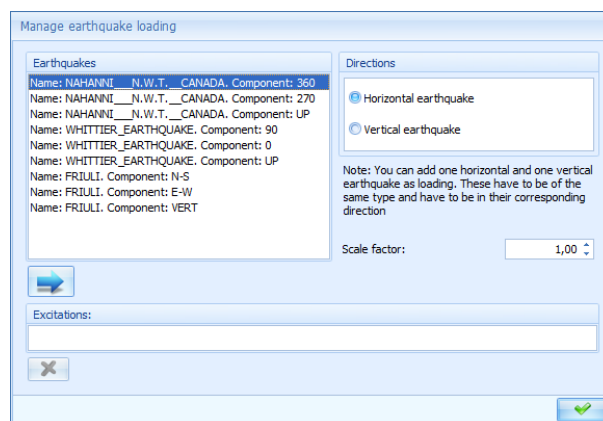 Manage earthquake loading
Earthquakes
Name: NAHANNI___N.W.T.__CANADA. Component: 360
Name: NAHANNI___N.W.T.__CANADA. Component: 270
Name: NAHANNI___N.W.T.__CANADA. Component: UP
Name: WHITTIER_EARTHQUAKE. Component: 90
Name: WHITTIER_EARTHQUAKE. Component: 0
Name: WHITTIER_EARTHQUAKE. Component: UP
Name: FRIULI. Component: N-S
Name: FRIULI. Component: E-W
Name: FRIULI. Component: VERT
Directions
Horizontal earthquake
Vertical earthquake
Note: You can add one horizontal and one vertical
earthquake as loading. These have to be of the
same type and have to be in their corresponding
direction
Scale factor: 1,00
Excitations: